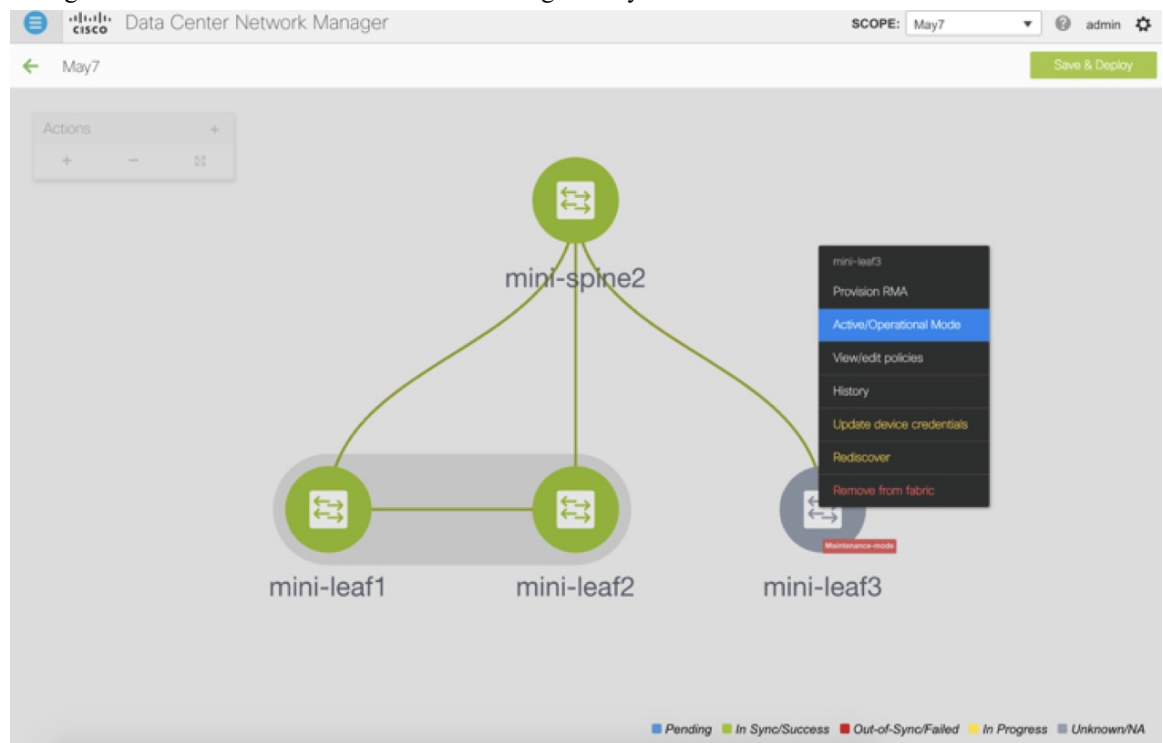 cisco Data Center Network Manager SCOPE: May7 admin
May7 Save & Deploy
Actions
mini-spine2
mini-leaf3
Provision RMA
Active/Operational Mode
View/edit policies
History
Update device credentials
Rediscover
Remove from fabric
Maintenance-mode
mini-leaf1 mini-leaf2 mini-leaf3
Pending In Sync/Success Out-of-Sync/Failed In Progress Unknown/NA